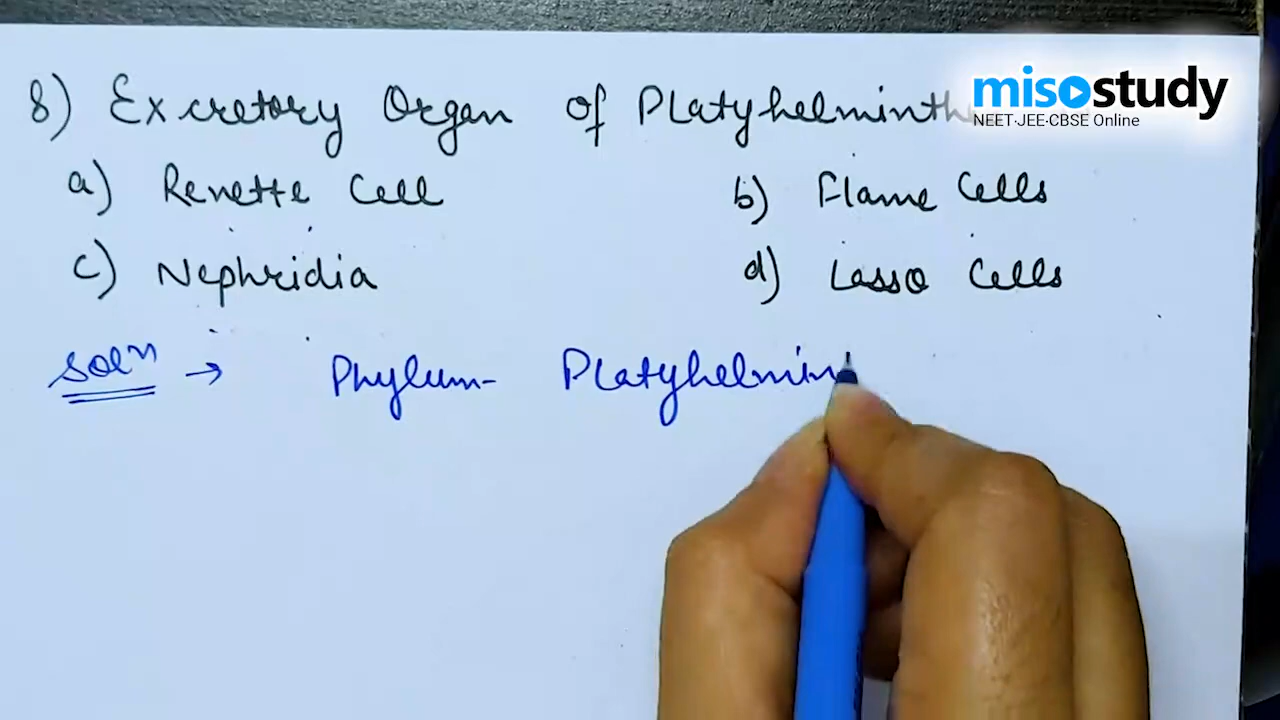 misostudy
NEET·JEE·CBSE Online
8) Excretory Organ of Platyhelminth
a) Renette Cell b) Flame Cells
c) Nephridia d) Lasso Cells
Solⁿ → Phylum- Platyhelmin